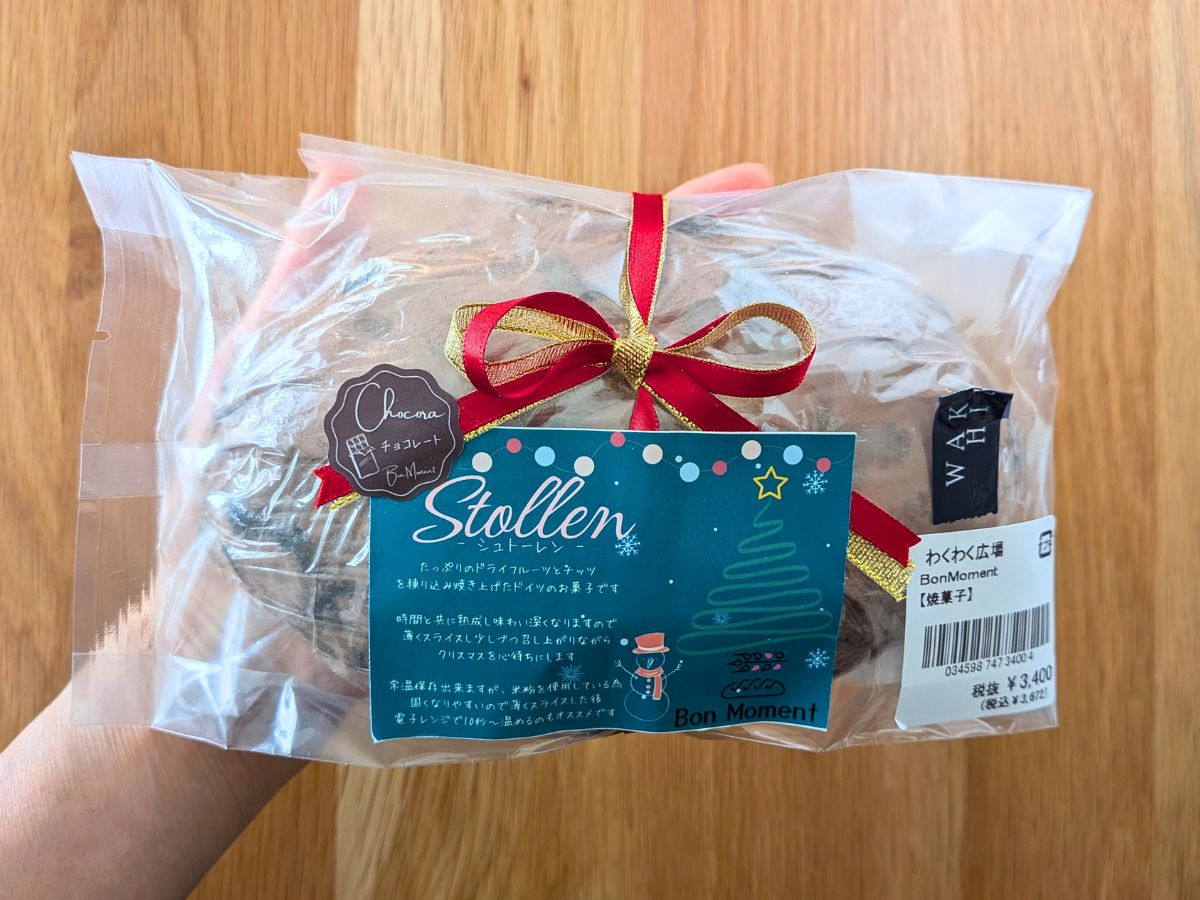 Chocora
チョコレート
Bon Moment
Stollen
- シュトーレン -
たっぷりのドライフルーツとナッツ
を練り込み焼き上げたドイツのお菓子です
時間と共に熟成し味わい深くなりますので
薄くスライスし少しづつ召し上がりながら
クリスマスを心待ちにします
常温保存出来ますが、米粉を使用している為
固くなりやすいので薄くスライスした後
電子レンジで10秒〜温めるのもオススメです
Bon Moment
WAK
HI
わくわく広場
BonMoment
【焼菓子】
034598 747 3400 4
税抜 ¥3,400
(税込 ¥3,672)